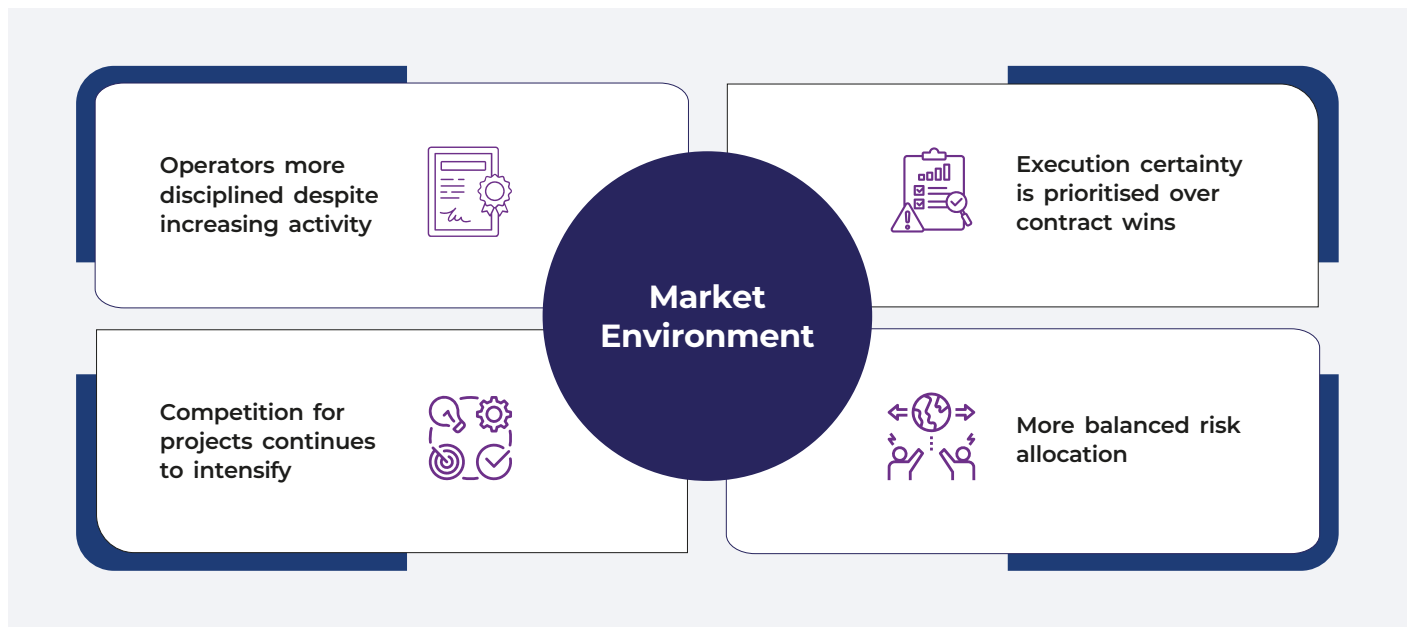 Operators more
disciplined despite
increasing activity
Execution certainty
is prioritised over
contract wins
Market
Environment
Competition for
projects continues
to intensify
More balanced risk
allocation